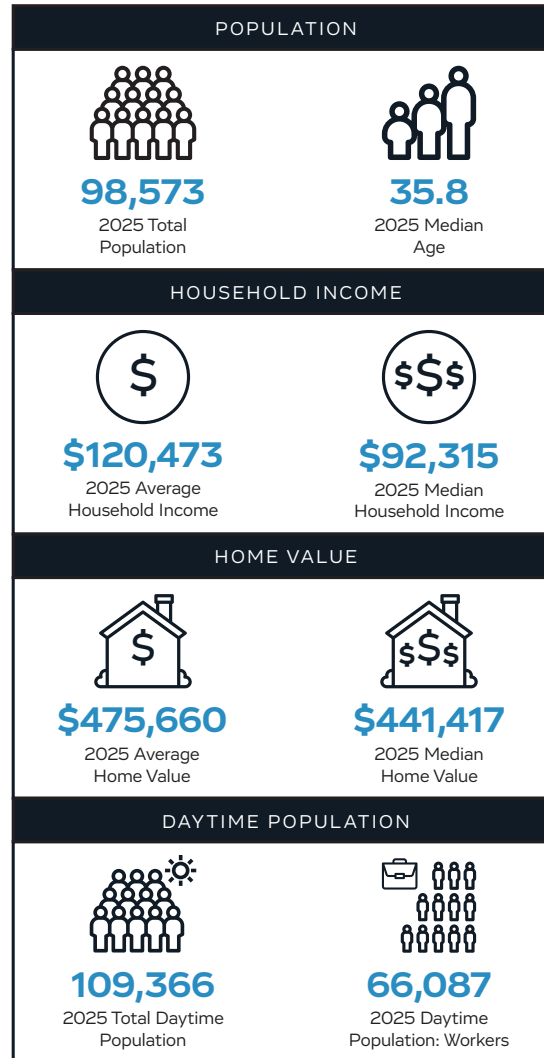 POPULATION
98,573
2025 Total
Population
35.8
2025 Median
Age
HOUSEHOLD INCOME
$
$120,473
2025 Average
Household Income
$$$
$92,315
2025 Median
Household Income
HOME VALUE
$
$475,660
2025 Average
Home Value
$$$
$441,417
2025 Median
Home Value
DAYTIME POPULATION
109,366
2025 Total Daytime
Population
66,087
2025 Daytime
Population: Workers